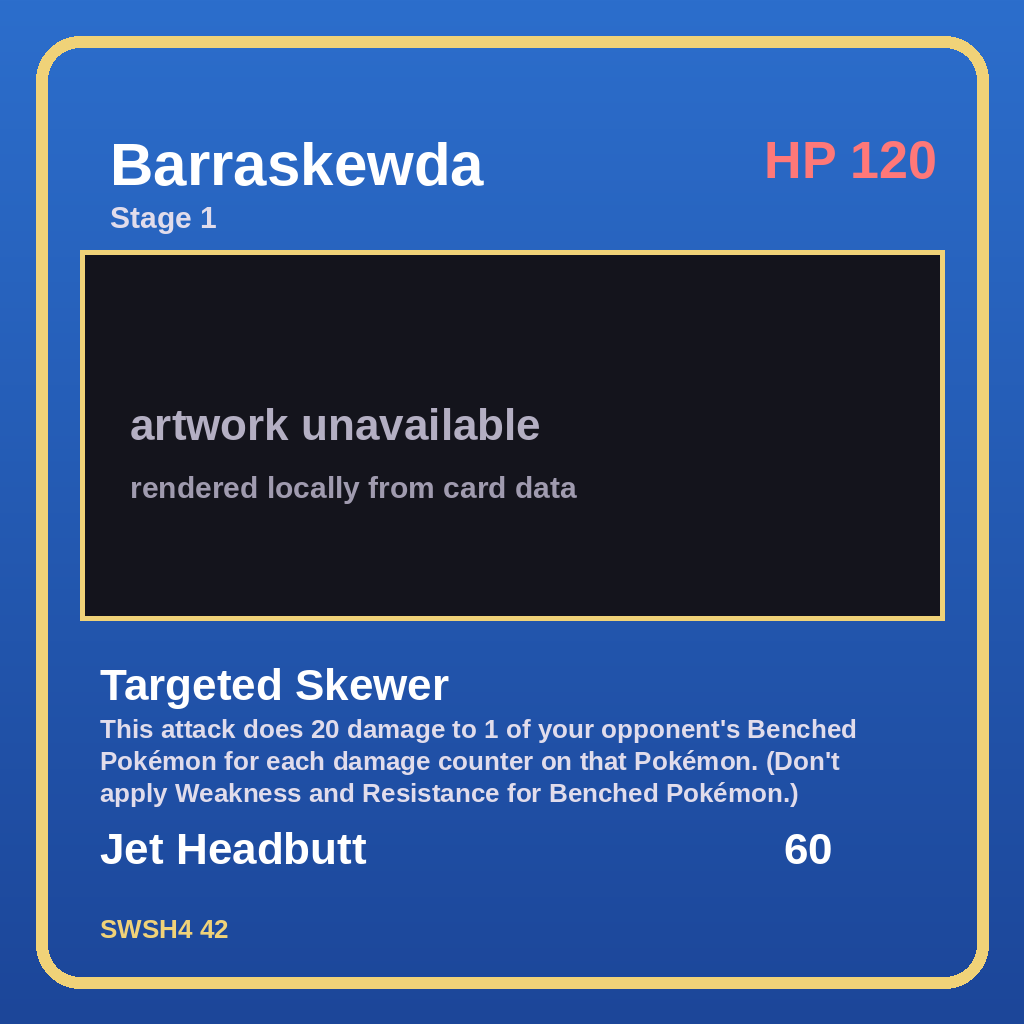 Barraskewda
HP 120
Stage 1
artwork unavailable
rendered locally from card data
Targeted Skewer
This attack does 20 damage to 1 of your opponent's Benched
Pokémon for each damage counter on that Pokémon. (Don't
apply Weakness and Resistance for Benched Pokémon.)
Jet Headbutt 60
SWSH4 42